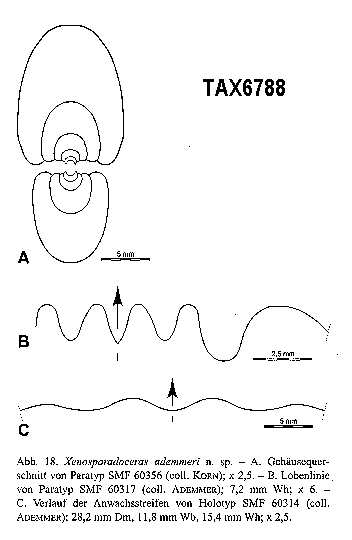 TAX6788
A
5 mm
B
2,5 mm
C
5 mm
Abb. 18. Xenosparadoceras ademmeri n. sp. – A. Gehäusequer-
schnitt von Paratyp SMF 60356 (coll. KORN); x 2,5. – B. Lobenlinie
von Paratyp SMF 60317 (coll. ADEMMER); 7,2 mm Wh; x 6. –
C. Verlauf der Anwachsstreifen von Holotyp SMF 60314 (coll.
ADEMMER): 28,2 mm Dm, 11,8 mm Wb, 15,4 mm Wh; x 2,5.